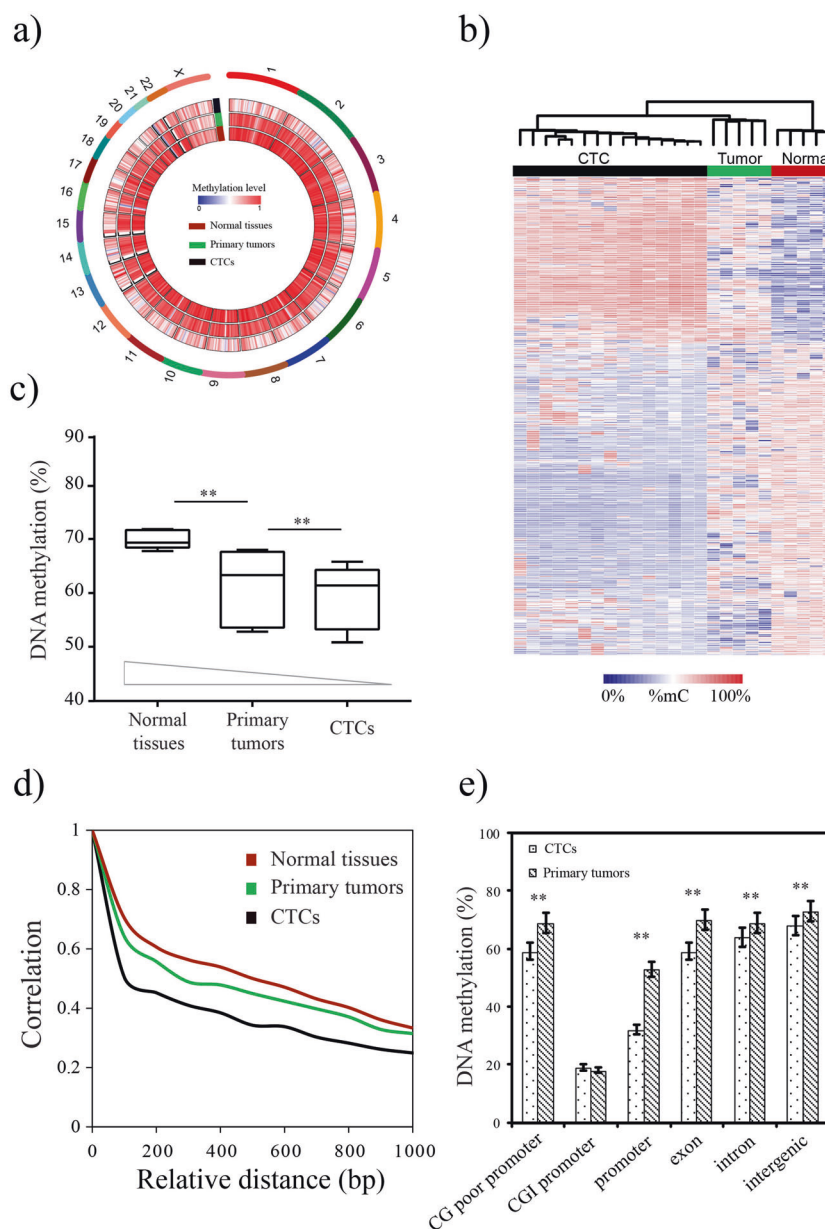 a)
1
2
3
4
5
6
7
8
9
10
11
12
13
14
15
16
17
18
19
20
21
22
X
Methylation level
0 1
Normal tissues
Primary tumors
CTCs
b)
CTC Tumor Norma
0% %mC 100%
c)
DNA methylation (%)
90
80
70
60
50
40
** **
Normal tissues
Primary tumors
CTCs
d)
Correlation
1
0.8
0.6
0.4
0.2
0
0 200 400 600 800 1000
Relative distance (bp)
Normal tissues
Primary tumors
CTCs
e)
DNA methylation (%)
100
80
60
40
20
0
CTCs
Primary tumors
** ** ** ** **
CG poor promoter
CGI promoter
promoter
exon
intron
intergenic